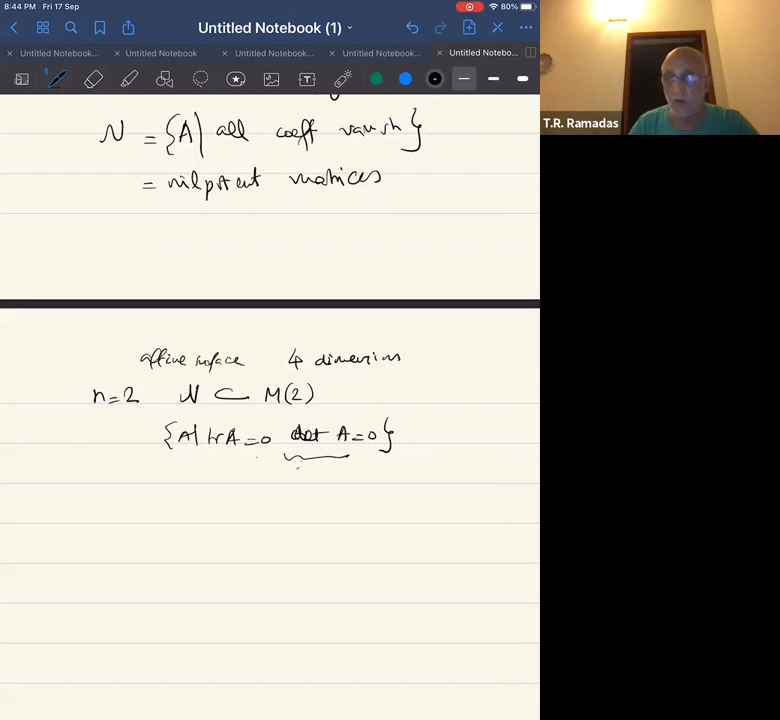 8:44 PM Fri 17 Sep
80%
Untitled Notebook (1)
Untitled Notebook... Untitled Notebook Untitled Notebook... Untitled Notebook... Untitled Notebo...
T.R. Ramadas
N = {A| all coeff vanish}
= nilpotent matrices
affine surface 4 dimensions
n=2 N ⊂ M(2)
{A| trA=0 det A=0}